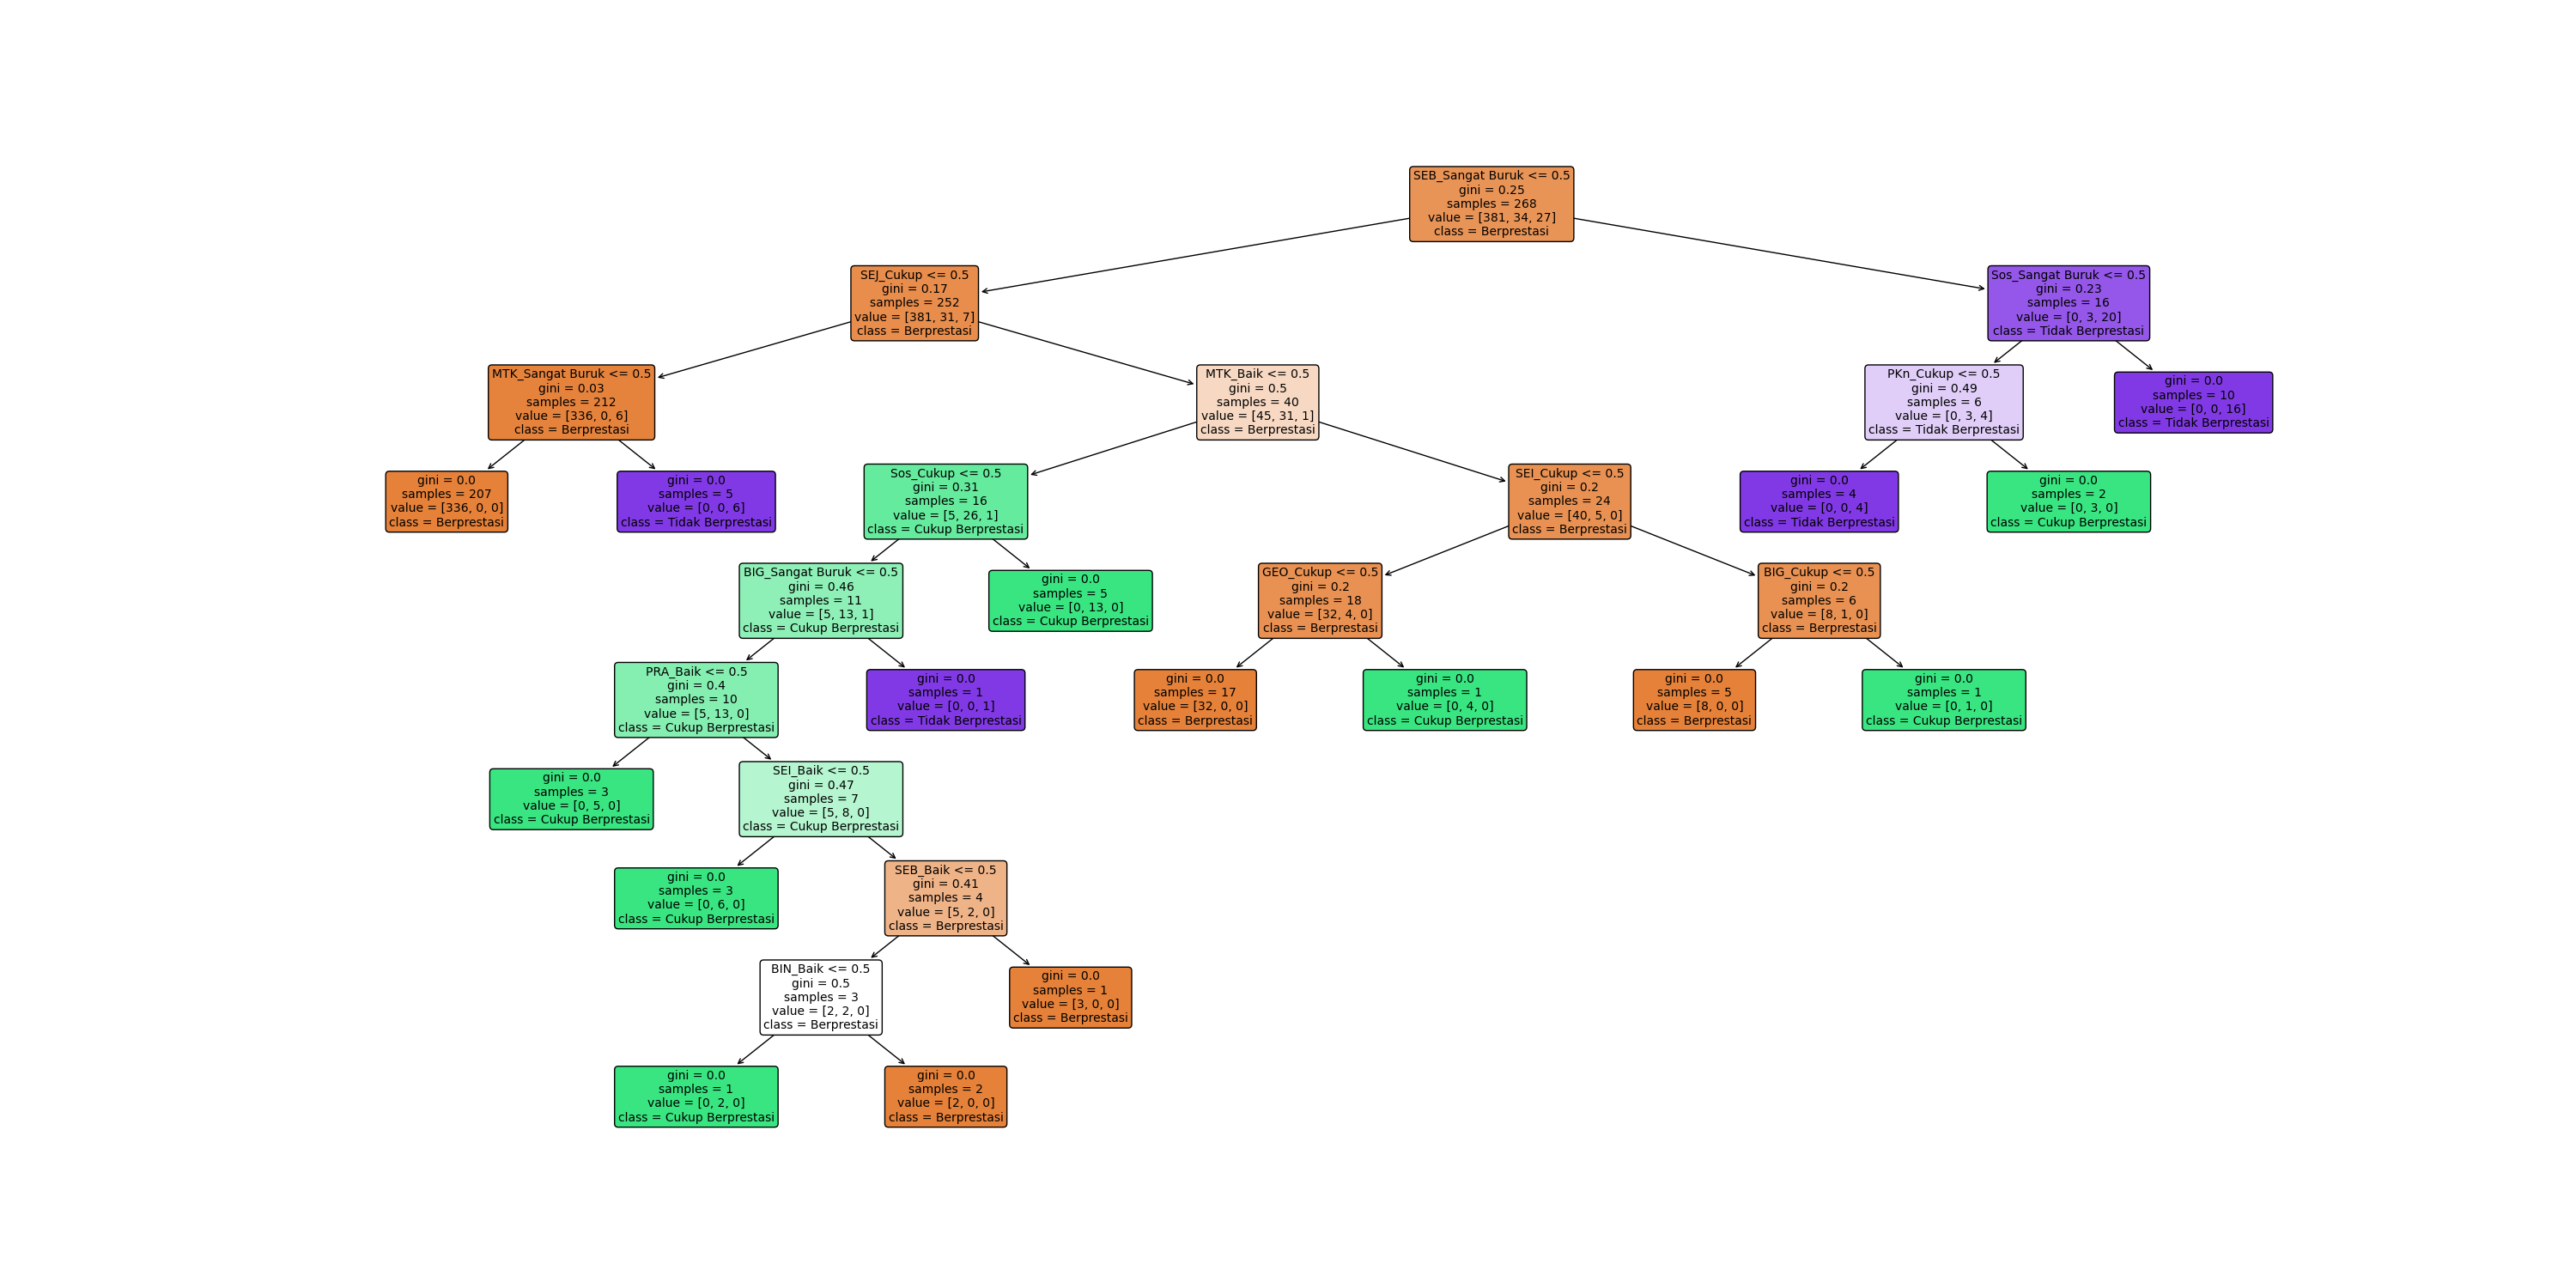 SEB_Sangat Buruk <= 0.5
gini = 0.25
samples = 268
value = [381, 34, 27]
class = Berprestasi
SEJ_Cukup <= 0.5
gini = 0.17
samples = 252
value = [381, 31, 7]
class = Berprestasi
Sos_Sangat Buruk <= 0.5
gini = 0.23
samples = 16
value = [0, 3, 20]
class = Tidak Berprestasi
MTK_Sangat Buruk <= 0.5
gini = 0.03
samples = 212
value = [336, 0, 6]
class = Berprestasi
MTK_Baik <= 0.5
gini = 0.5
samples = 40
value = [45, 31, 1]
class = Berprestasi
PKn_Cukup <= 0.5
gini = 0.49
samples = 6
value = [0, 3, 4]
class = Tidak Berprestasi
gini = 0.0
samples = 10
value = [0, 0, 16]
class = Tidak Berprestasi
gini = 0.0
samples = 207
value = [336, 0, 0]
class = Berprestasi
gini = 0.0
samples = 5
value = [0, 0, 6]
class = Tidak Berprestasi
Sos_Cukup <= 0.5
gini = 0.31
samples = 16
value = [5, 26, 1]
class = Cukup Berprestasi
SEI_Cukup <= 0.5
gini = 0.2
samples = 24
value = [40, 5, 0]
class = Berprestasi
gini = 0.0
samples = 4
value = [0, 0, 4]
class = Tidak Berprestasi
gini = 0.0
samples = 2
value = [0, 3, 0]
class = Cukup Berprestasi
BIG_Sangat Buruk <= 0.5
gini = 0.46
samples = 11
value = [5, 13, 1]
class = Cukup Berprestasi
gini = 0.0
samples = 5
value = [0, 13, 0]
class = Cukup Berprestasi
GEO_Cukup <= 0.5
gini = 0.2
samples = 18
value = [32, 4, 0]
class = Berprestasi
BIG_Cukup <= 0.5
gini = 0.2
samples = 6
value = [8, 1, 0]
class = Berprestasi
PRA_Baik <= 0.5
gini = 0.4
samples = 10
value = [5, 13, 0]
class = Cukup Berprestasi
gini = 0.0
samples = 1
value = [0, 0, 1]
class = Tidak Berprestasi
gini = 0.0
samples = 17
value = [32, 0, 0]
class = Berprestasi
gini = 0.0
samples = 1
value = [0, 4, 0]
class = Cukup Berprestasi
gini = 0.0
samples = 5
value = [8, 0, 0]
class = Berprestasi
gini = 0.0
samples = 1
value = [0, 1, 0]
class = Cukup Berprestasi
gini = 0.0
samples = 3
value = [0, 5, 0]
class = Cukup Berprestasi
SEI_Baik <= 0.5
gini = 0.47
samples = 7
value = [5, 8, 0]
class = Cukup Berprestasi
gini = 0.0
samples = 3
value = [0, 6, 0]
class = Cukup Berprestasi
SEB_Baik <= 0.5
gini = 0.41
samples = 4
value = [5, 2, 0]
class = Berprestasi
BIN_Baik <= 0.5
gini = 0.5
samples = 3
value = [2, 2, 0]
class = Berprestasi
gini = 0.0
samples = 1
value = [3, 0, 0]
class = Berprestasi
gini = 0.0
samples = 1
value = [0, 2, 0]
class = Cukup Berprestasi
gini = 0.0
samples = 2
value = [2, 0, 0]
class = Berprestasi